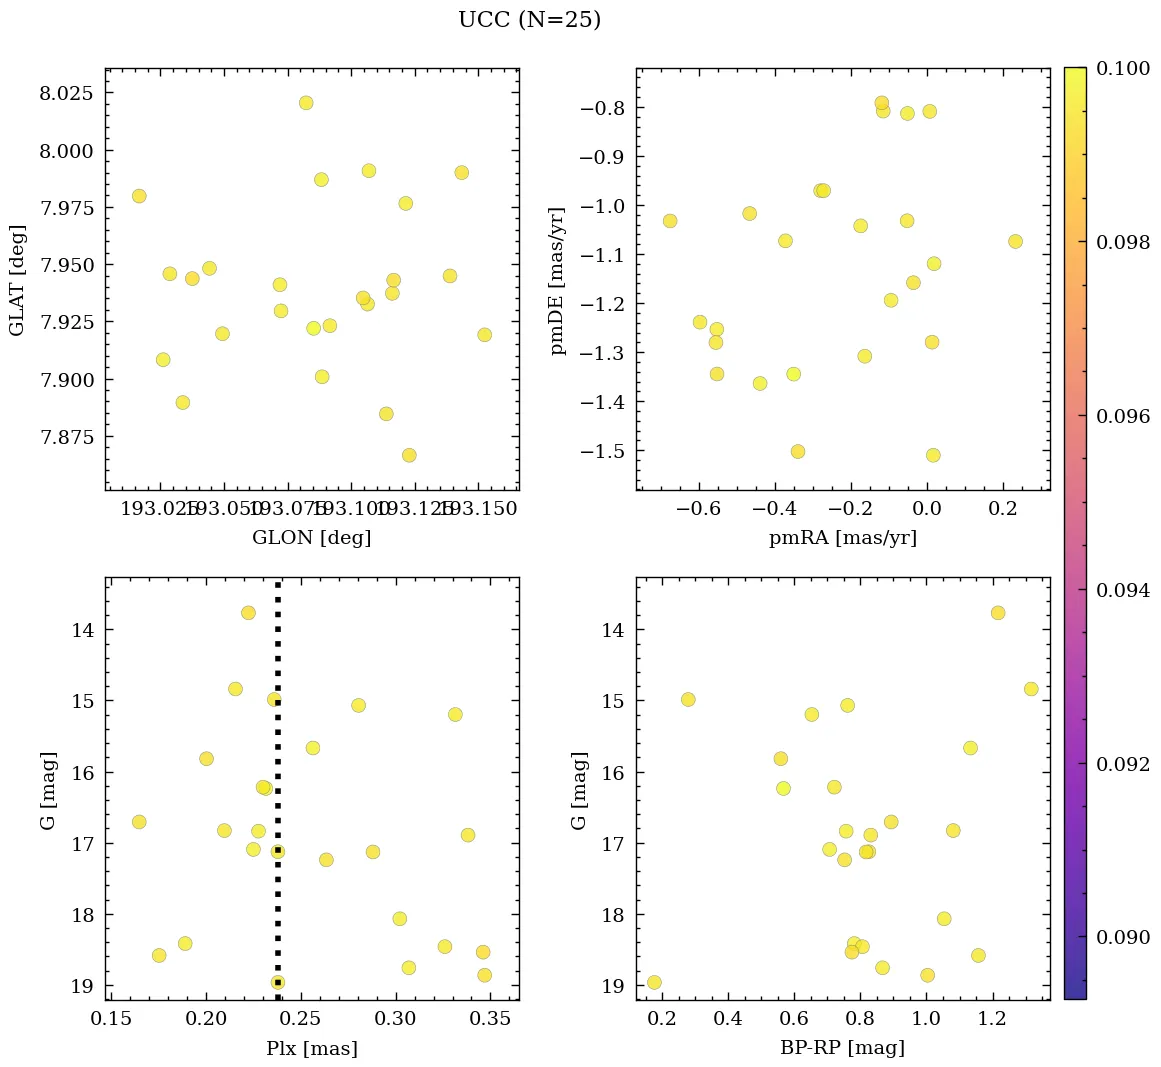 UCC (N=25)
8.025
8.000
7.975
7.950
7.925
7.900
7.875
GLAT [deg]
193.025 193.050 193.075 193.100 193.125 193.150
GLON [deg]
−0.8
−0.9
−1.0
−1.1
−1.2
−1.3
−1.4
−1.5
pmDE [mas/yr]
−0.6 −0.4 −0.2 0.0 0.2
pmRA [mas/yr]
0.100
0.098
0.096
0.094
0.092
0.090
14
15
16
17
18
19
G [mag]
0.15 0.20 0.25 0.30 0.35
Plx [mas]
14
15
16
17
18
19
G [mag]
0.2 0.4 0.6 0.8 1.0 1.2
BP-RP [mag]